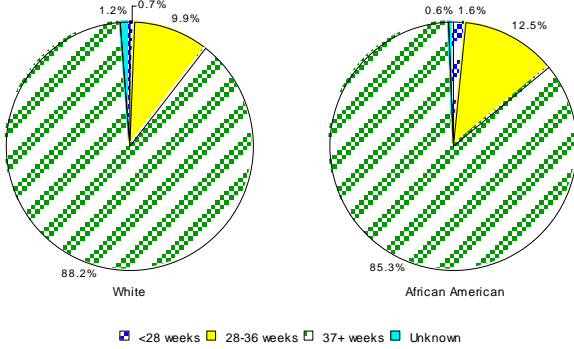 1.2% 0.7%
9.9%
88.2%
White
0.6% 1.6%
12.5%
85.3%
African American
<28 weeks 28-36 weeks 37+ weeks Unknown